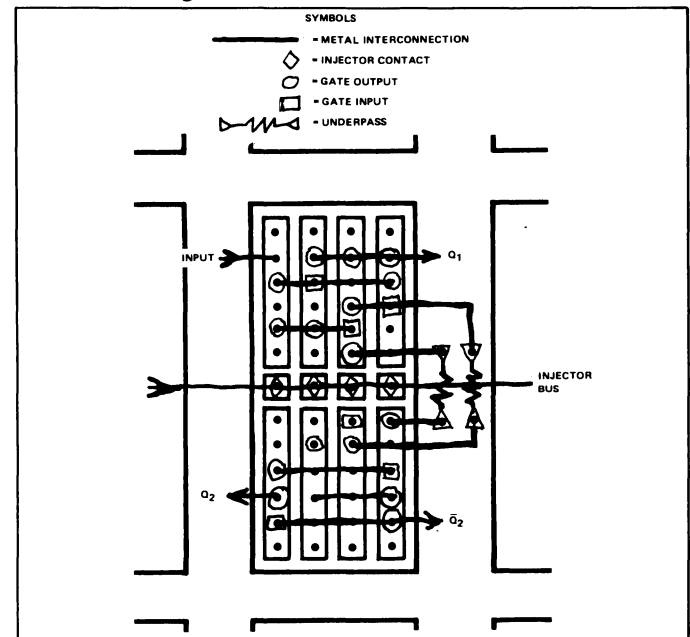 SYMBOLS
- METAL INTERCONNECTION
- INJECTOR CONTACT
- GATE OUTPUT
- GATE INPUT
- UNDERPASS
INPUT
Q1
INJECTOR
BUS
Q2
Q̅2